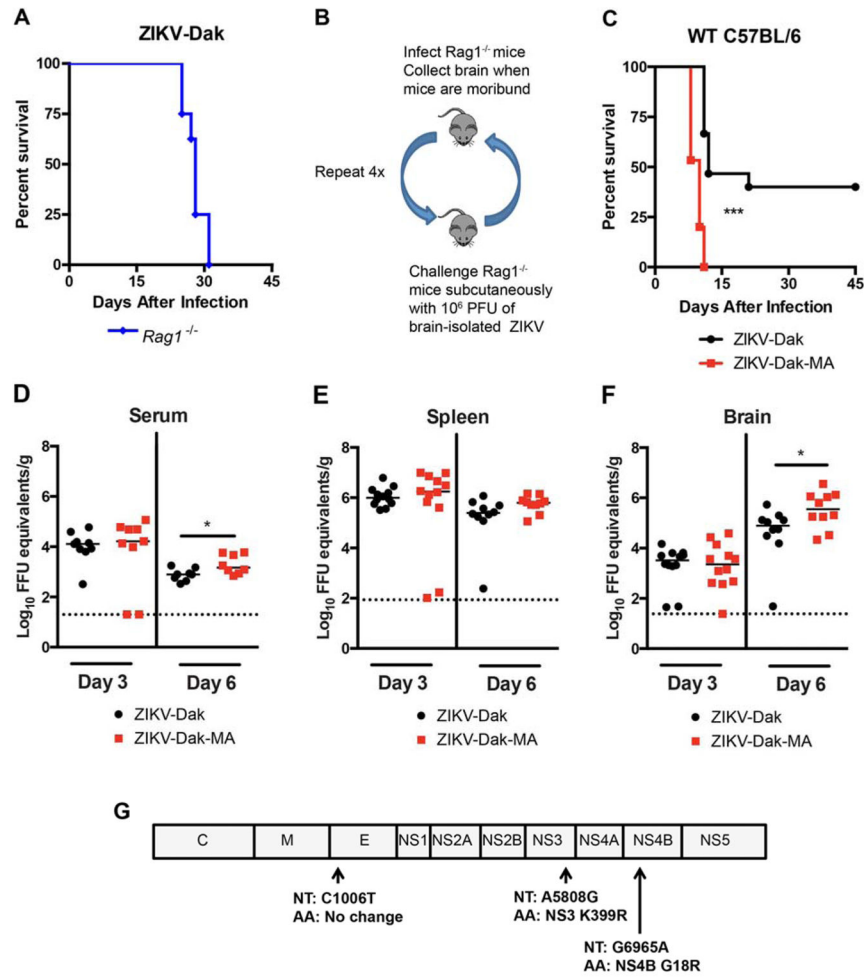 A
ZIKV-Dak
Percent survival
100
75
50
25
0
0
15
30
45
Days After Infection
Rag1 -/-
B
Infect Rag1-/- mice
Collect brain when
mice are moribund
Repeat 4x
Challenge Rag1-/-
mice subcutaneously
with 10⁶ PFU of
brain-isolated ZIKV
C
WT C57BL/6
Percent survival
100
75
50
25
0
***
0
15
30
45
Days After Infection
ZIKV-Dak
ZIKV-Dak-MA
D
Serum
Log₁₀ FFU equivalents/g
8
6
4
2
0
*
Day 3
Day 6
ZIKV-Dak
ZIKV-Dak-MA
E
Spleen
Log₁₀ FFU equivalents/g
8
6
4
2
0
Day 3
Day 6
ZIKV-Dak
ZIKV-Dak-MA
F
Brain
Log₁₀ FFU equivalents/g
8
6
4
2
0
*
Day 3
Day 6
ZIKV-Dak
ZIKV-Dak-MA
G
C M E NS1 NS2A NS2B NS3 NS4A NS4B NS5
NT: C1006T
AA: No change
NT: A5808G
AA: NS3 K399R
NT: G6965A
AA: NS4B G18R